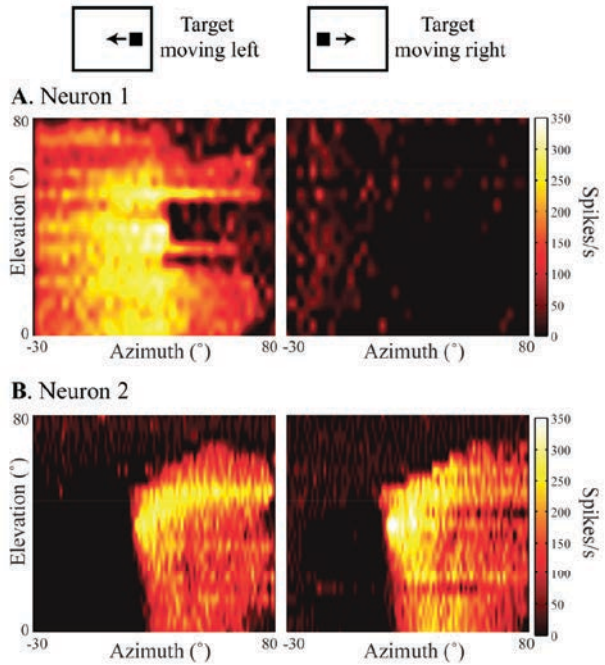 Target
moving left
Target
moving right
A. Neuron 1
80
Elevation (°)
0
-30
Azimuth (°)
80
-30
Azimuth (°)
80
350
300
250
200
150
100
50
0
Spikes/s
B. Neuron 2
80
Elevation (°)
0
-30
Azimuth (°)
80
-30
Azimuth (°)
80
350
300
250
200
150
100
50
0
Spikes/s